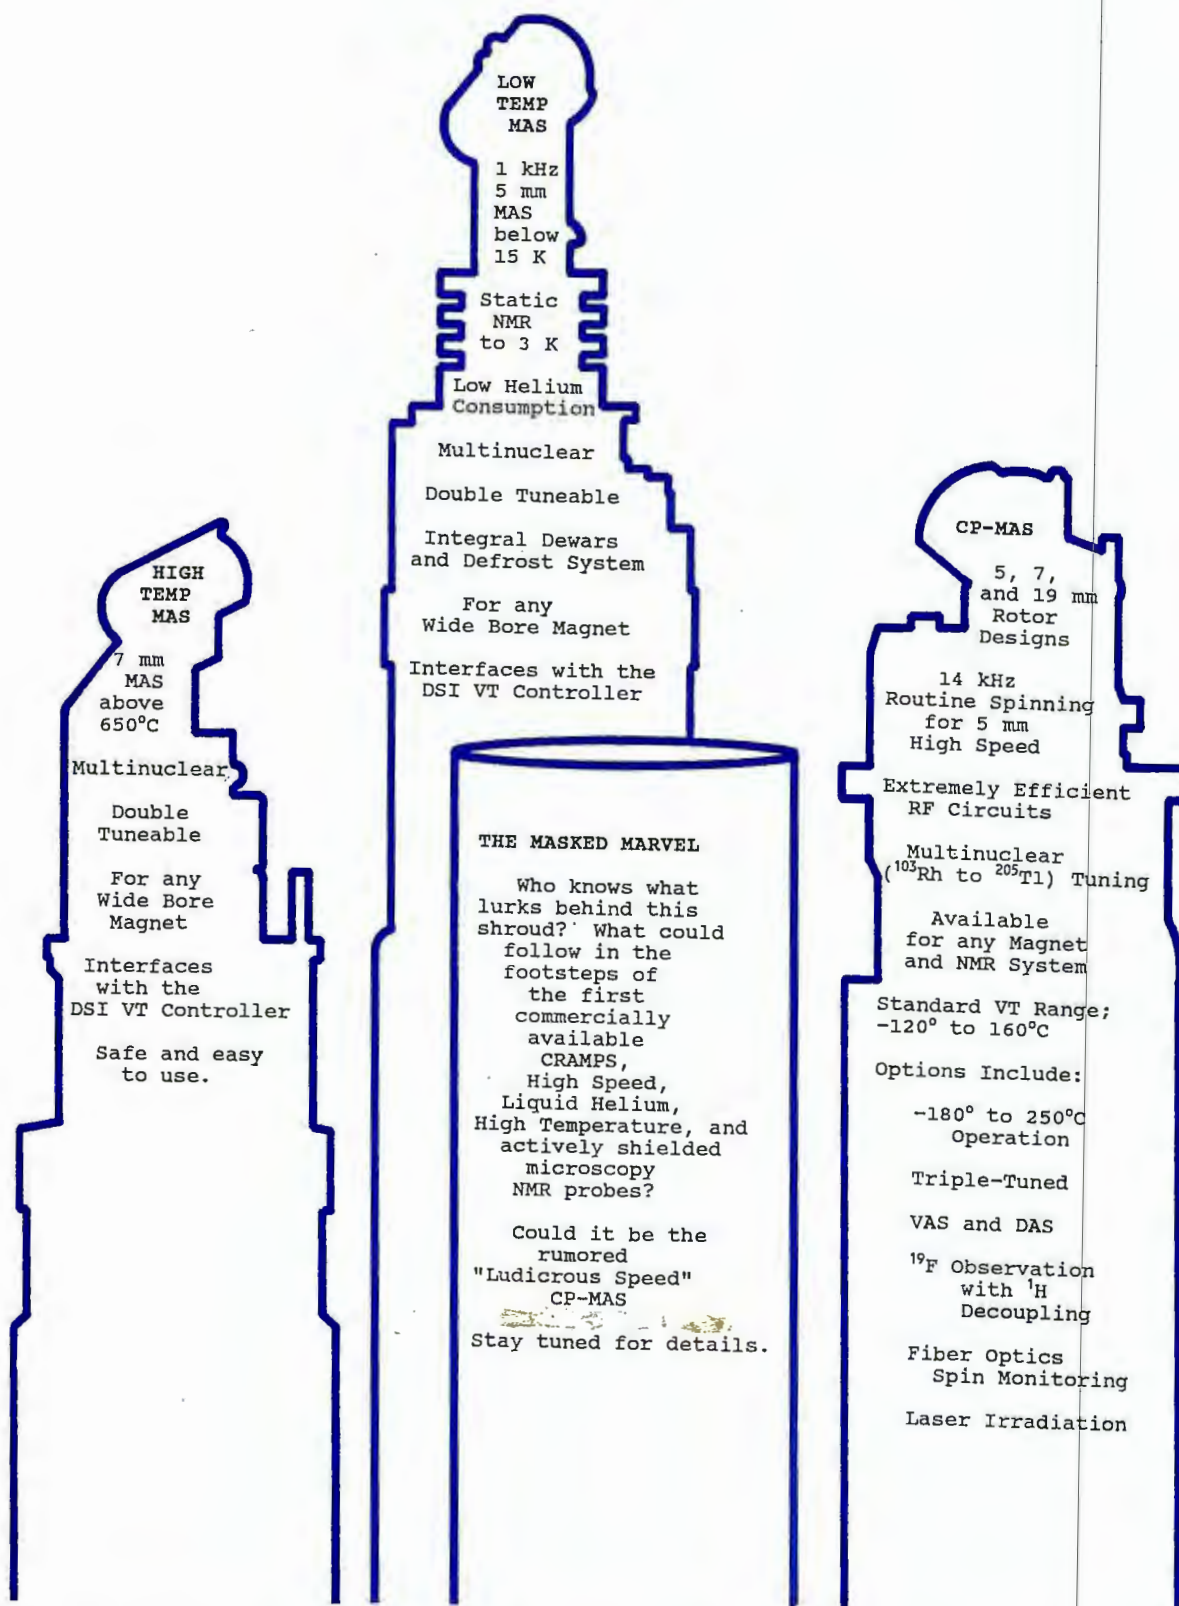 LOW
TEMP
MAS
1 kHz
5 mm
MAS
below
15 K
Static
NMR
to 3 K
Low Helium
Consumption
Multinuclear
Double Tuneable
Integral Dewars
and Defrost System
For any
Wide Bore Magnet
Interfaces with the
DSI VT Controller
HIGH
TEMP
MAS
7 mm
MAS
above
650°C
Multinuclear
Double
Tuneable
For any
Wide Bore
Magnet
Interfaces
with the
DSI VT Controller
Safe and easy
to use.
THE MASKED MARVEL
Who knows what
lurks behind this
shroud? What could
follow in the
footsteps of
the first
commercially
available
CRAMPS,
High Speed,
Liquid Helium,
High Temperature, and
actively shielded
microscopy
NMR probes?
Could it be the
rumored
"Ludicrous Speed"
CP-MAS
Stay tuned for details.
CP-MAS
5, 7,
and 19 mm
Rotor
Designs
14 kHz
Routine Spinning
for 5 mm
High Speed
Extremely Efficient
RF Circuits
Multinuclear
(¹⁰³Rh to ²⁰⁵Tl) Tuning
Available
for any Magnet
and NMR System
Standard VT Range;
-120° to 160°C
Options Include:
-180° to 250°C
Operation
Triple-Tuned
VAS and DAS
¹⁹F Observation
with ¹H
Decoupling
Fiber Optics
Spin Monitoring
Laser Irradiation